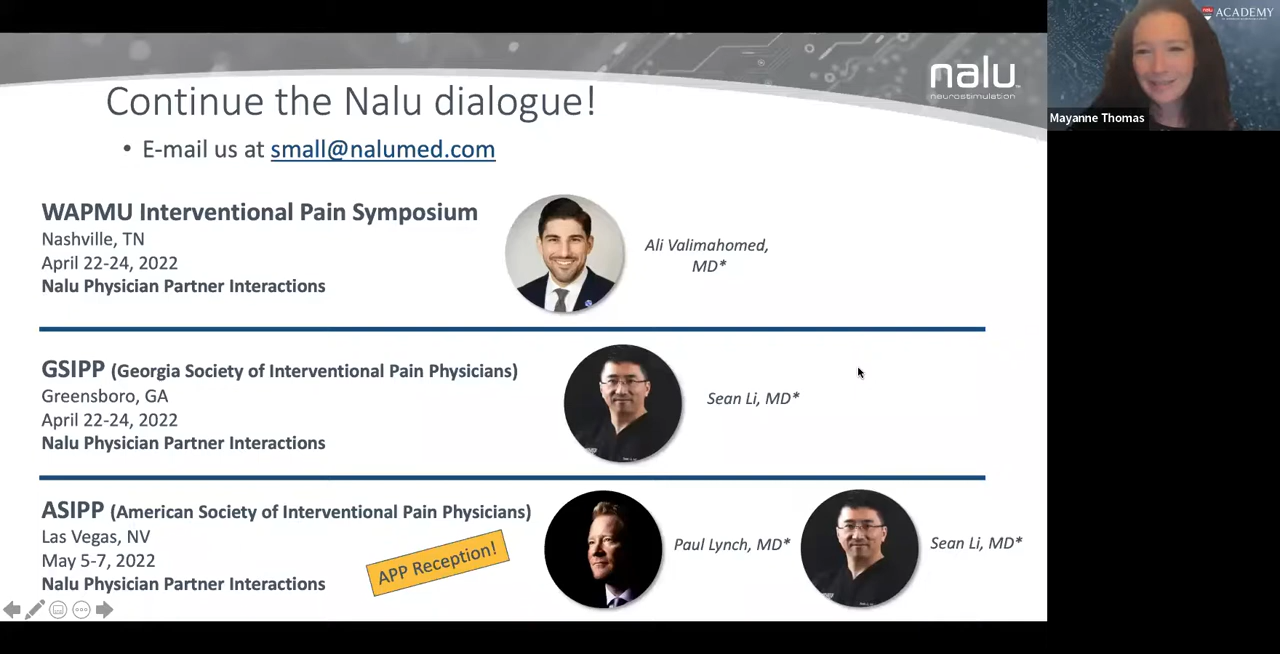 Continue the Nalu dialogue!
• E-mail us at small@nalumed.com
nalu
neurostimulation
ACADEMY
Mayanne Thomas
WAPMU Interventional Pain Symposium
Nashville, TN
April 22-24, 2022
Nalu Physician Partner Interactions
Ali Valimahomed,
MD*
GSIPP (Georgia Society of Interventional Pain Physicians)
Greensboro, GA
April 22-24, 2022
Nalu Physician Partner Interactions
Sean Li, MD*
ASIPP (American Society of Interventional Pain Physicians)
Las Vegas, NV
May 5-7, 2022
Nalu Physician Partner Interactions
APP Reception!
Paul Lynch, MD*
Sean Li, MD*